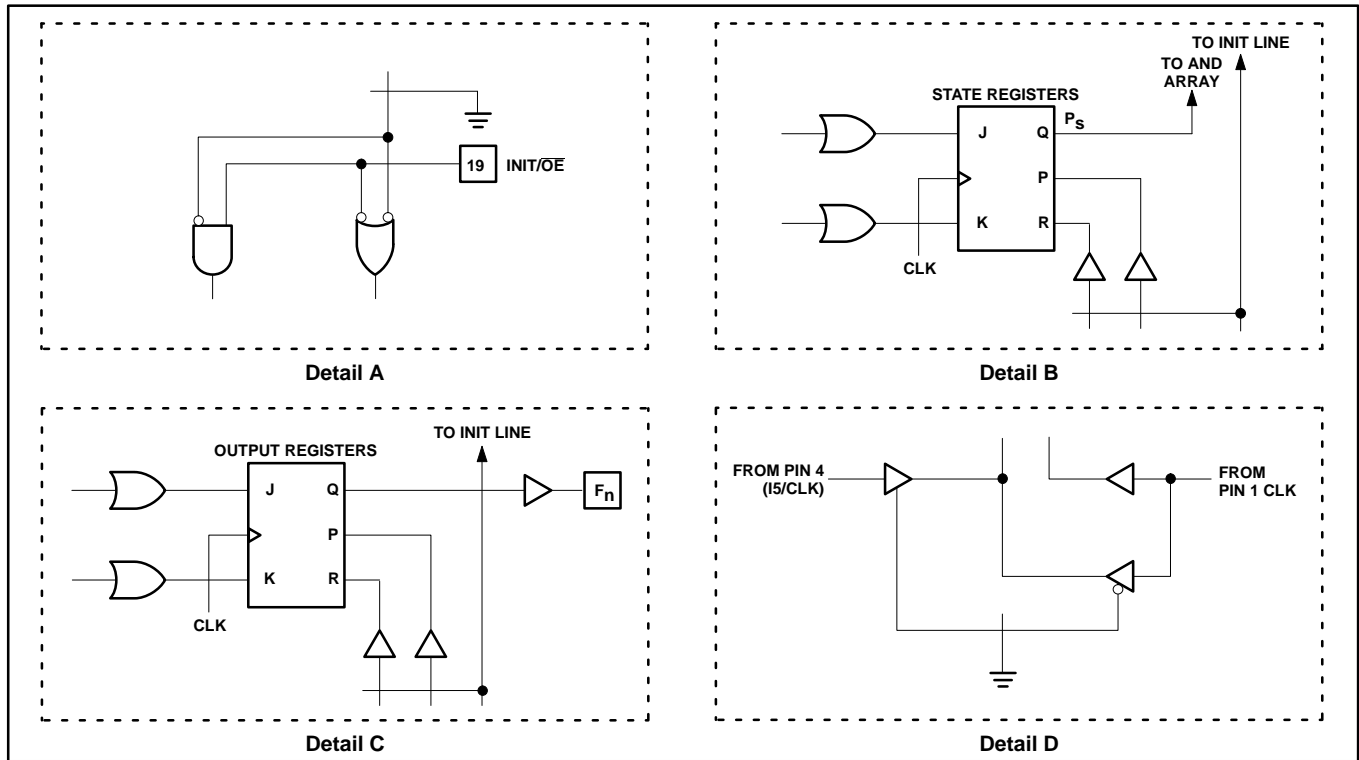 19 INIT/OE
Detail A
TO INIT LINE
TO AND
ARRAY
STATE REGISTERS
PS
J Q
P
K R
CLK
Detail B
TO INIT LINE
OUTPUT REGISTERS
J Q Fn
P
K R
CLK
Detail C
FROM PIN 4
(I5/CLK)
FROM
PIN 1 CLK
Detail D